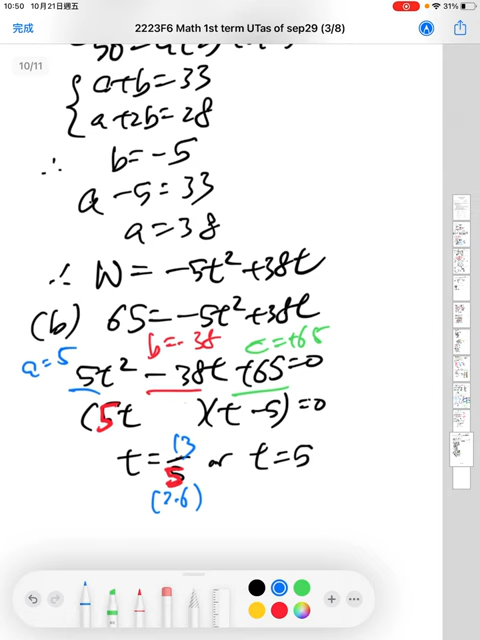 10:50 10月21日週五
31%
完成
2223F6 Math 1st term UTas of sep29 (3/8)
10/11
a+b=33
a+2b=28
∴ b=-5
a-5=33
a=38
∴ W=-5t²+38t
(b) 65=-5t²+38t
a=5 b=-38 c=+65
5t²-38t+65=0
(5t )(t-5)=0
t=13/5 or t=5
(2.6)